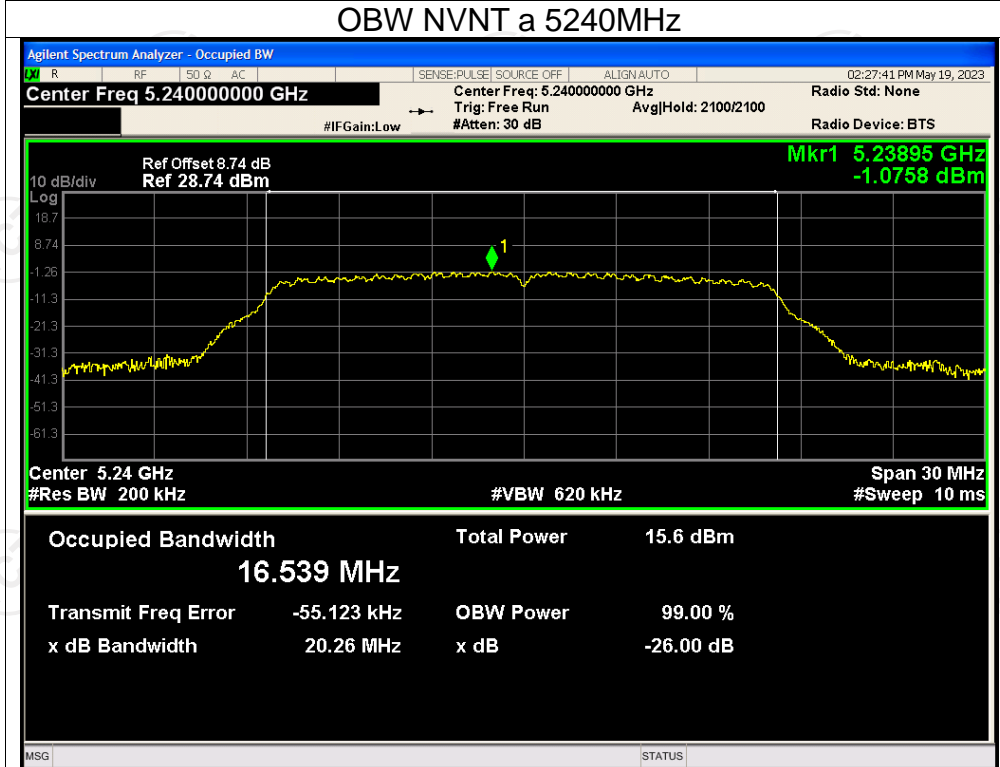 OBW NVNT a 5240MHz
Agilent Spectrum Analyzer - Occupied BW
LXI R RF 50 Ω AC SENSE:PULSE SOURCE OFF ALIGN AUTO 02:27:41 PM May 19, 2023
Center Freq 5.240000000 GHz Center Freq: 5.240000000 GHz Radio Std: None
Trig: Free Run Avg|Hold: 2100/2100
#IFGain:Low #Atten: 30 dB Radio Device: BTS
Mkr1 5.23895 GHz
-1.0758 dBm
Ref Offset 8.74 dB
10 dB/div Ref 28.74 dBm
Log
18.7
8.74
1
-1.26
-11.3
-21.3
-31.3
-41.3
-51.3
-61.3
Center 5.24 GHz Span 30 MHz
#Res BW 200 kHz #VBW 620 kHz #Sweep 10 ms
Occupied Bandwidth Total Power 15.6 dBm
16.539 MHz
Transmit Freq Error -55.123 kHz OBW Power 99.00 %
x dB Bandwidth 20.26 MHz x dB -26.00 dB
MSG STATUS